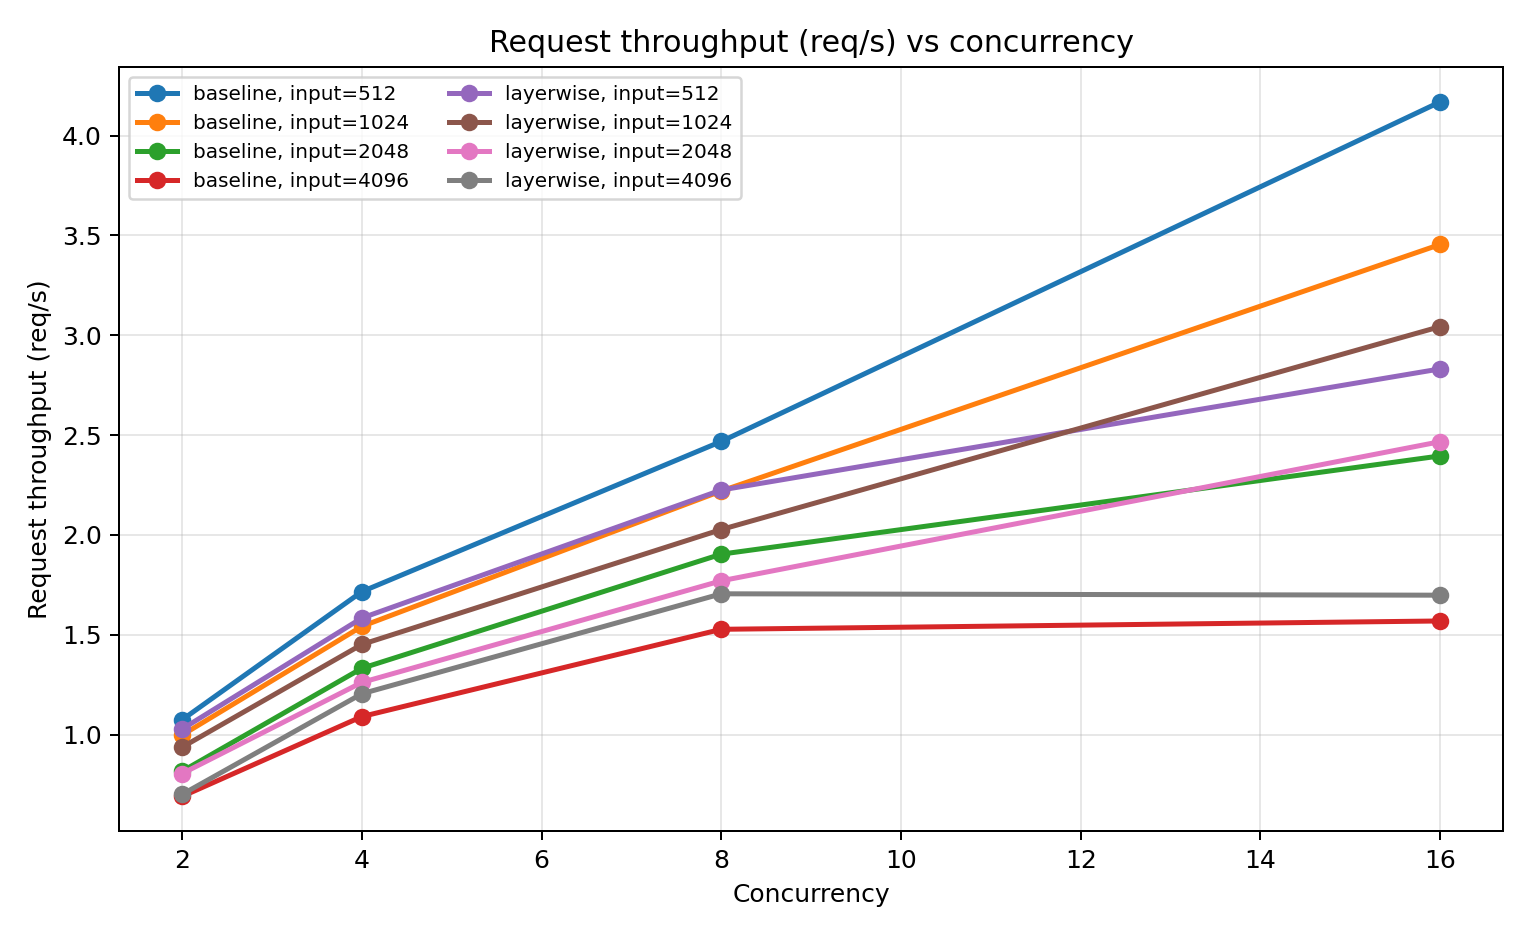 Request throughput (req/s) vs concurrency
baseline, input=512
baseline, input=1024
baseline, input=2048
baseline, input=4096
layerwise, input=512
layerwise, input=1024
layerwise, input=2048
layerwise, input=4096
Request throughput (req/s)
4.0
3.5
3.0
2.5
2.0
1.5
1.0
2 4 6 8 10 12 14 16
Concurrency